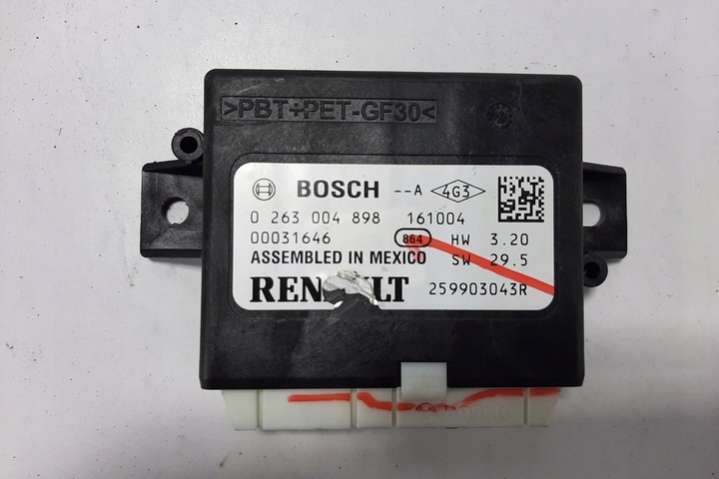 >PBT+PET-GF30<
BOSCH --A 4G3
0 263 004 898 161004
00031646 864 HW 3.20
ASSEMBLED IN MEXICO SW 29.5
RENAULT 259903043R